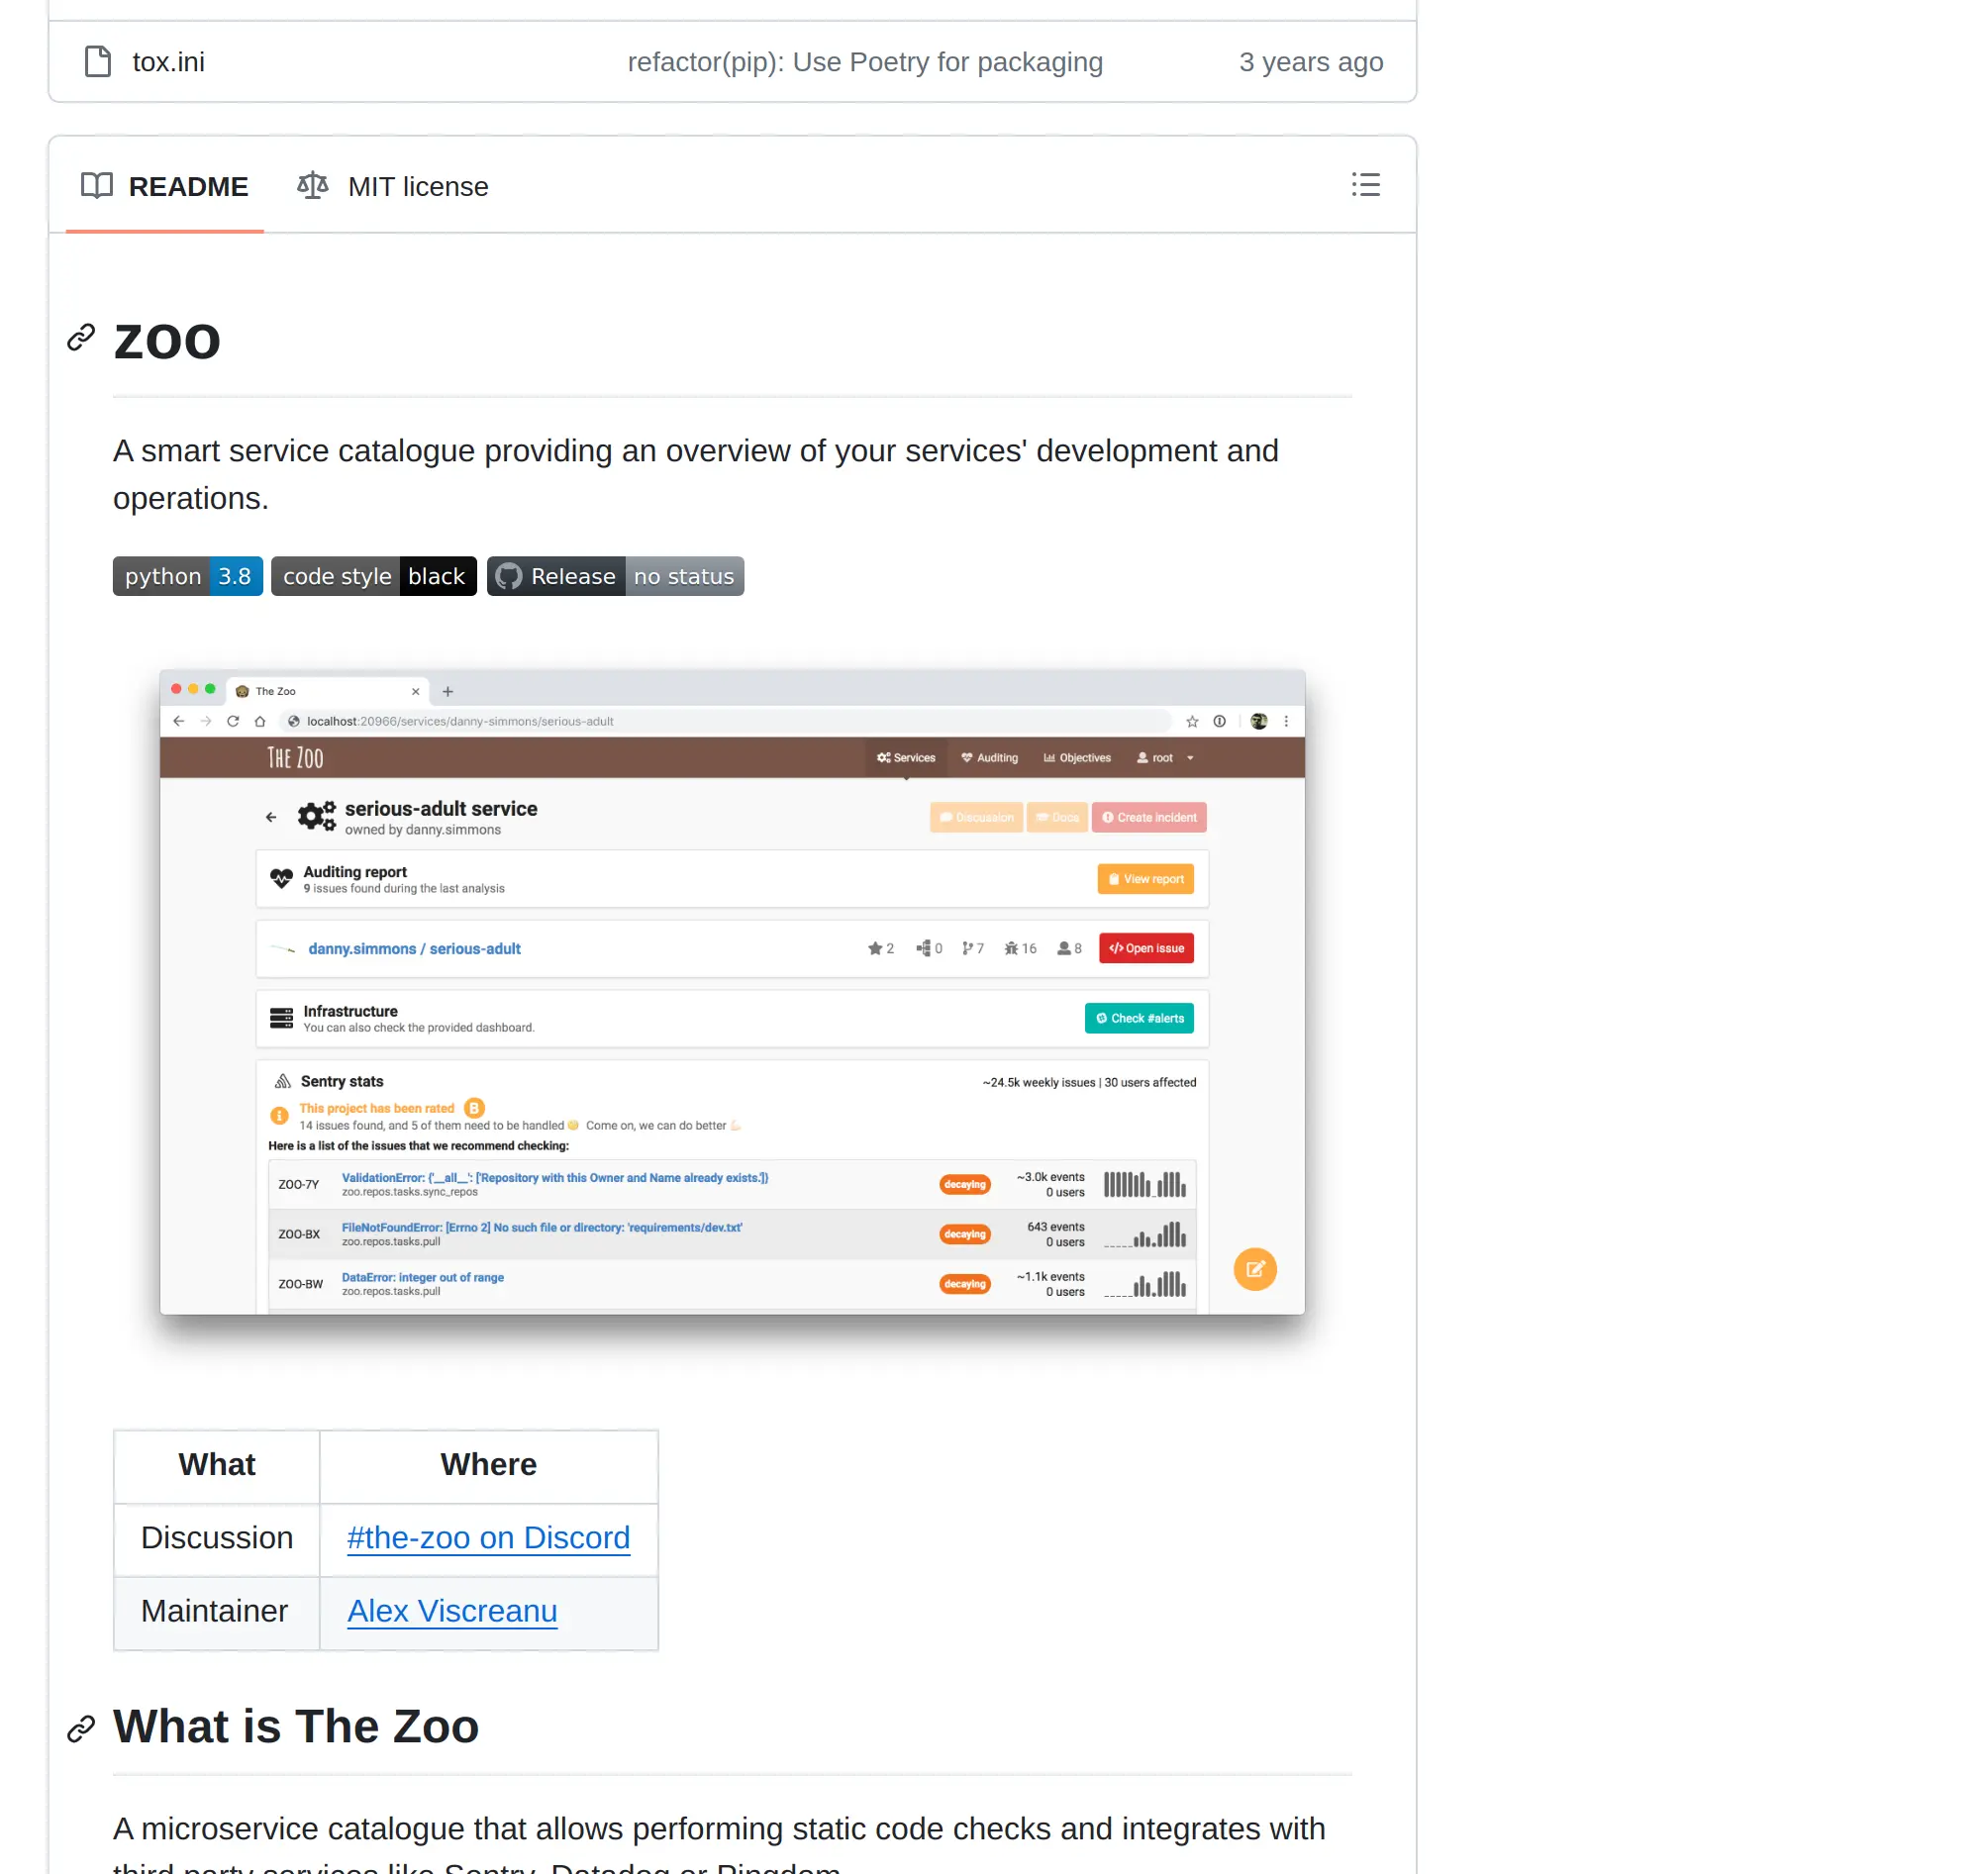 tox.ini refactor(pip): Use Poetry for packaging 3 years ago
README MIT license
zoo
A smart service catalogue providing an overview of your services' development and
operations.
python 3.8 code style black Release no status
The Zoo
localhost:20966/services/danny-simmons/serious-adult
THE ZOO Services Auditing Objectives root
serious-adult service
owned by danny.simmons
Discussion Docs Create incident
Auditing report
9 issues found during the last analysis
View report
danny.simmons / serious-adult 2 0 7 16 8 Open issue
Infrastructure
You can also check the provided dashboard.
Check #alerts
Sentry stats ~24.5k weekly issues | 30 users affected
This project has been rated B
14 issues found, and 5 of them need to be handled Come on, we can do better
Here is a list of the issues that we recommend checking:
ZOO-7Y ValidationError: {'__all__': ['Repository with this Owner and Name already exists.']} decaying ~3.0k events
zoo.repos.tasks.sync_repos 0 users
ZOO-BX FileNotFoundError: [Errno 2] No such file or directory: 'requirements/dev.txt' decaying 643 events
zoo.repos.tasks.pull 0 users
ZOO-BW DataError: integer out of range decaying ~1.1k events
zoo.repos.tasks.pull 0 users
What Where
Discussion #the-zoo on Discord
Maintainer Alex Viscreanu
What is The Zoo
A microservice catalogue that allows performing static code checks and integrates with
third party services like Sentry, Datadog or Pingdom.